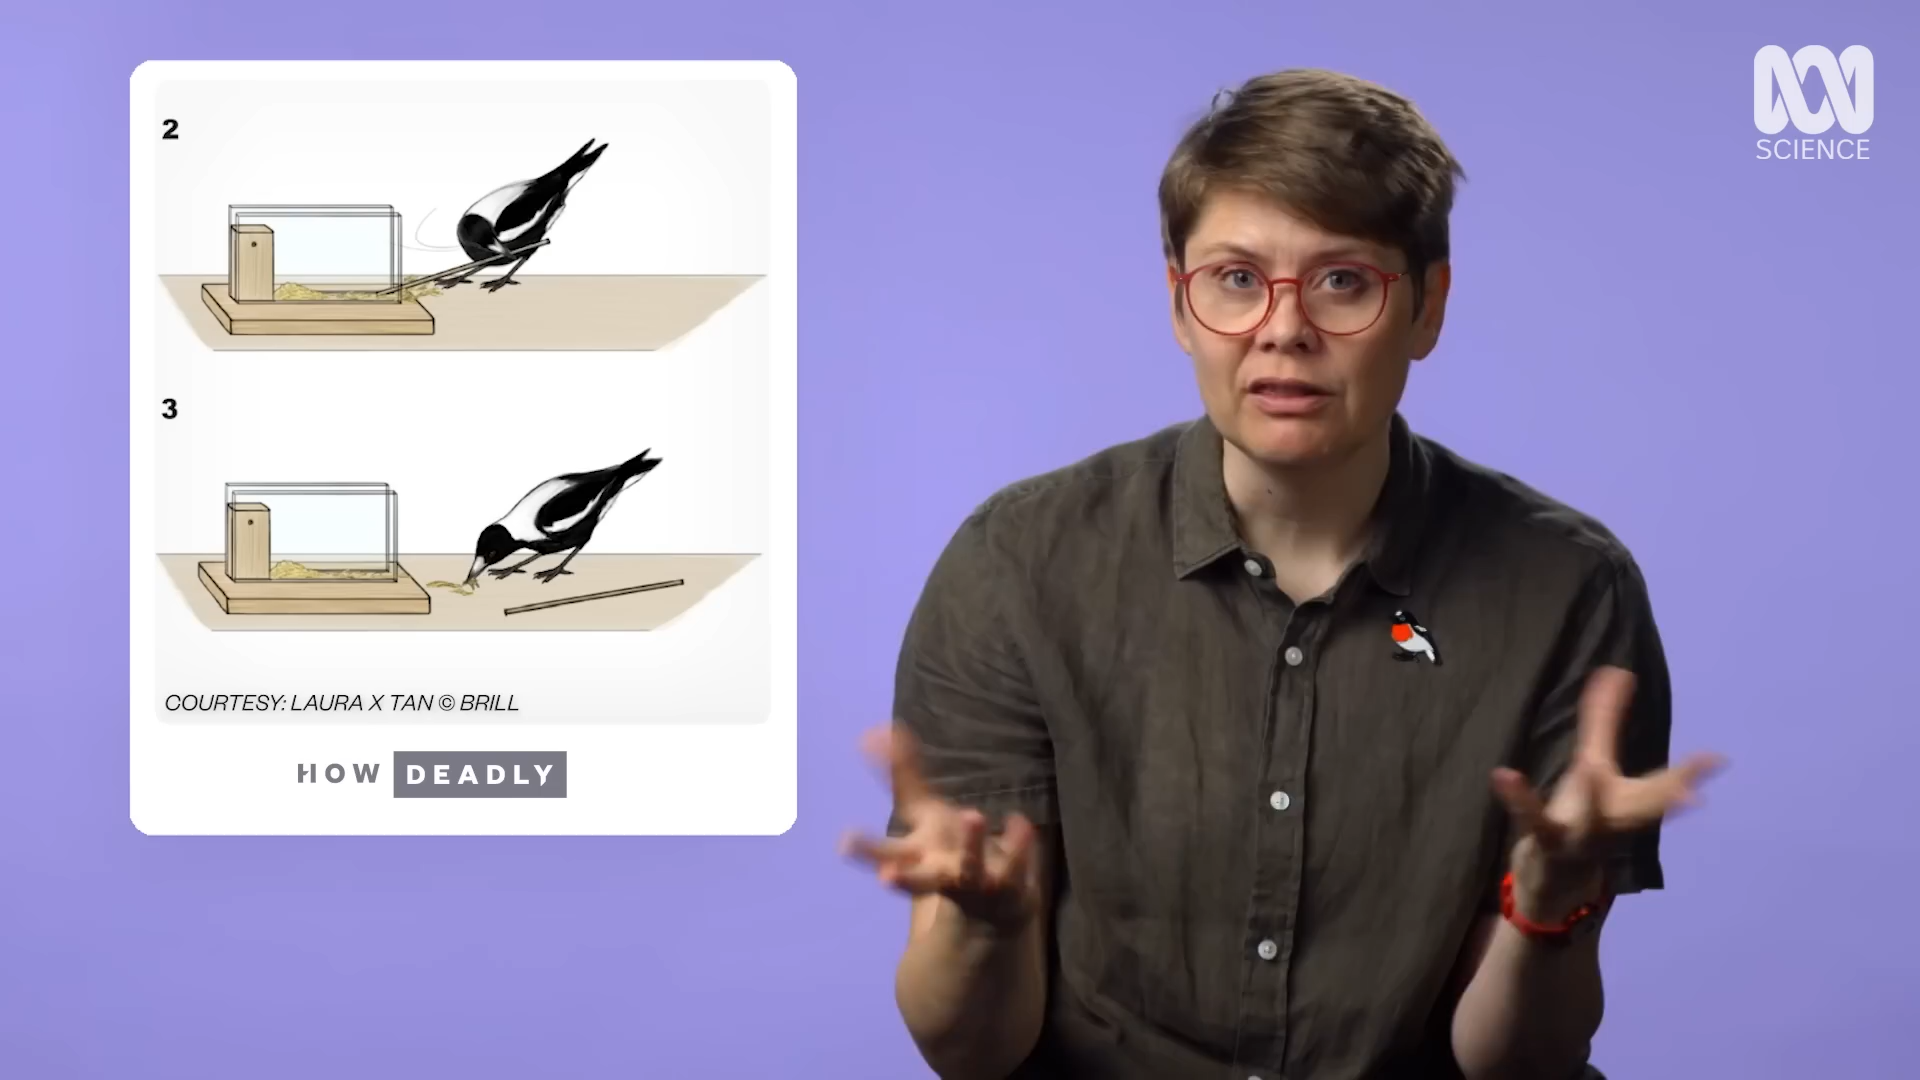 2
3
COURTESY: LAURA X TAN © BRILL
HOW DEADLY
SCIENCE